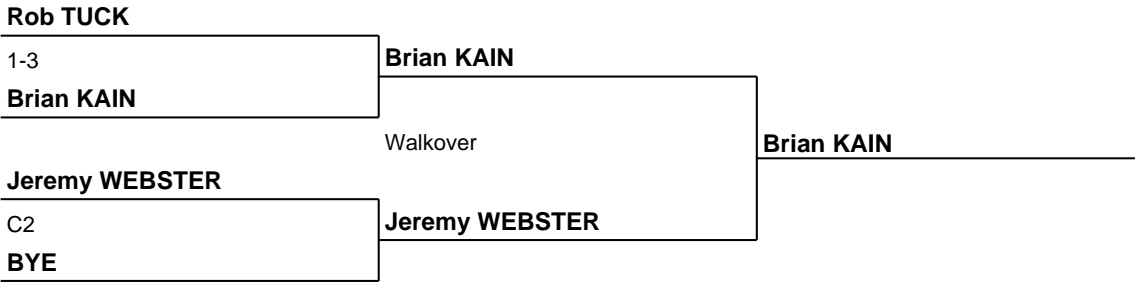 Rob TUCK
1-3
Brian KAIN
Brian KAIN
Walkover
Brian KAIN
Jeremy WEBSTER
C2
Jeremy WEBSTER
BYE